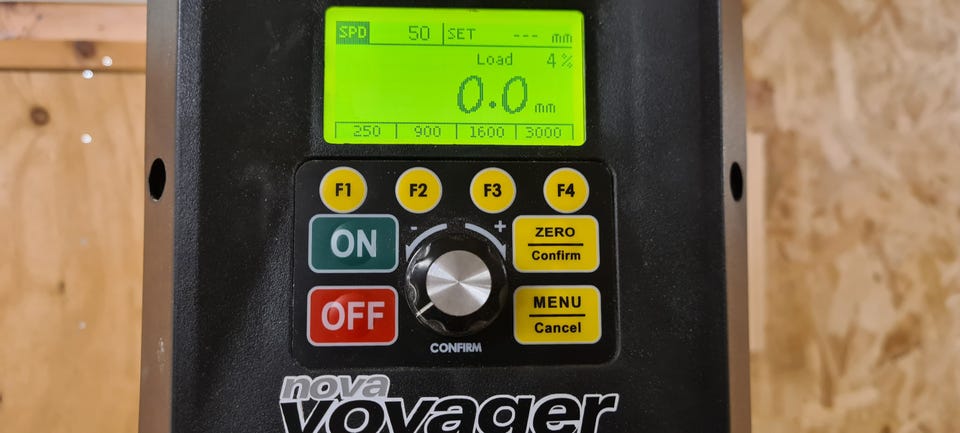 SPD 50 SET --- mm
Load 4%
0.0 mm
250 900 1600 3000
F1 F2 F3 F4
- +
ON
ZERO
Confirm
OFF
MENU
Cancel
CONFIRM
nova
voyager